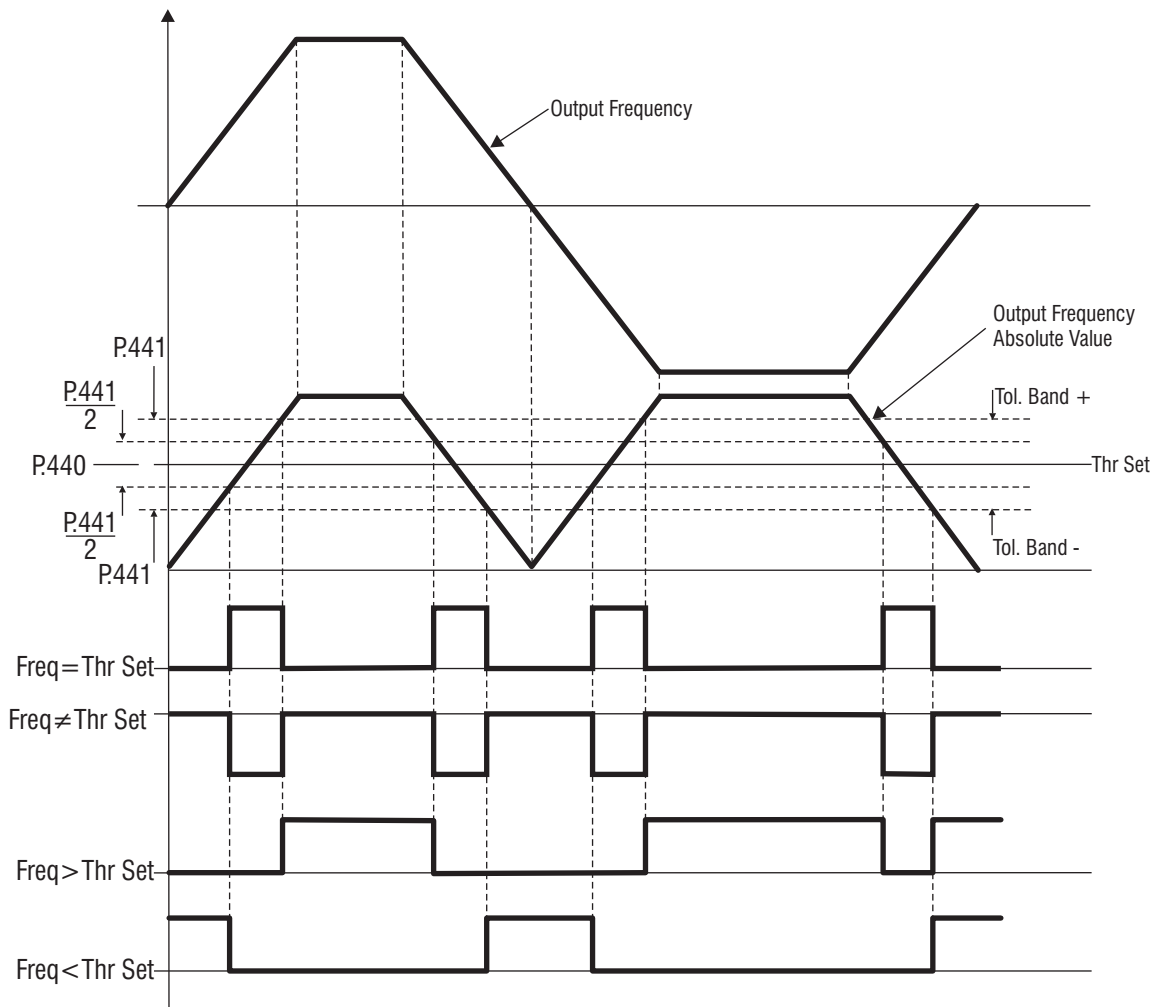 Output Frequency
Output Frequency
Absolute Value
P.441
P.441
2
Tol. Band +
P.440
Thr Set
P.441
2
P.441
Tol. Band -
Freq=Thr Set
Freq≠Thr Set
Freq>Thr Set
Freq<Thr Set